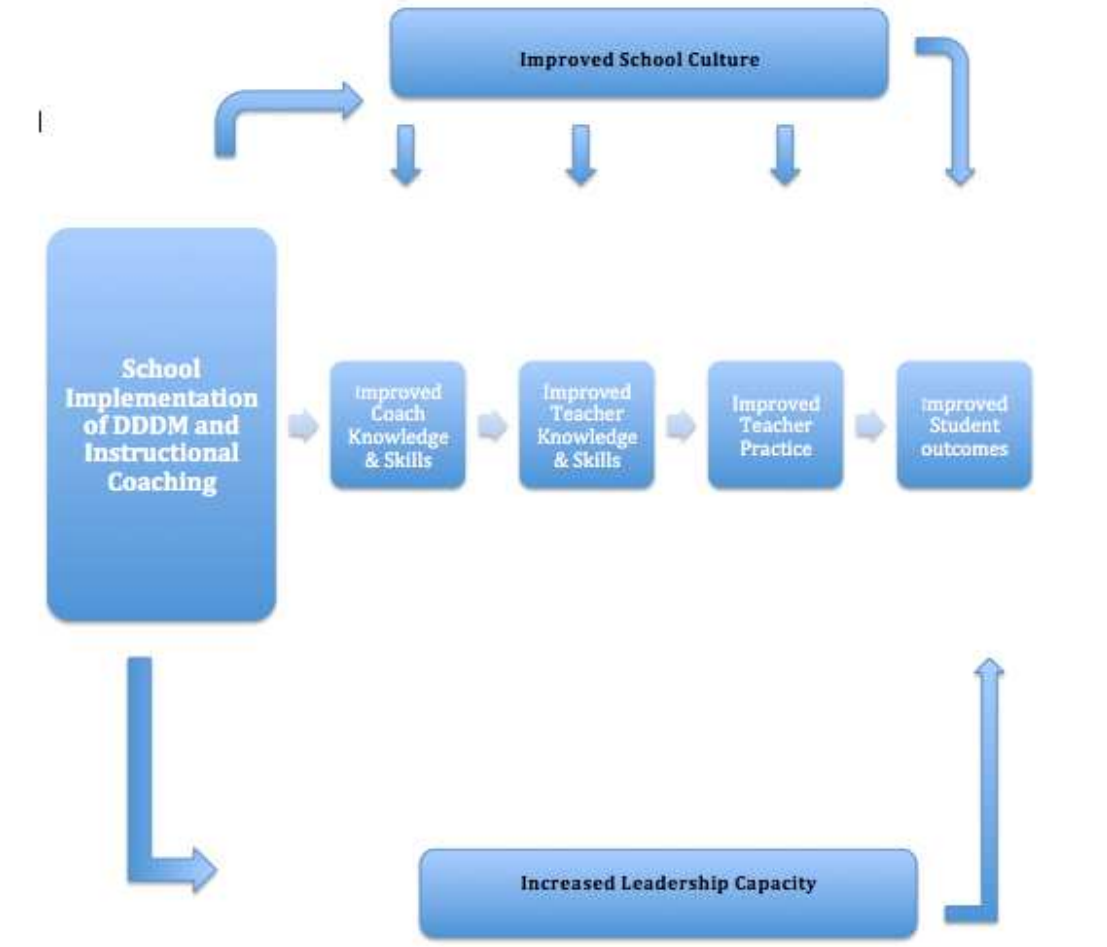 Improved School Culture
School
Implementation
of DDDM and
Instructional
Coaching
Improved
Coach
Knowledge
& Skills
Improved
Teacher
Knowledge
& Skills
Improved
Teacher
Practice
Improved
Student
outcomes
Increased Leadership Capacity